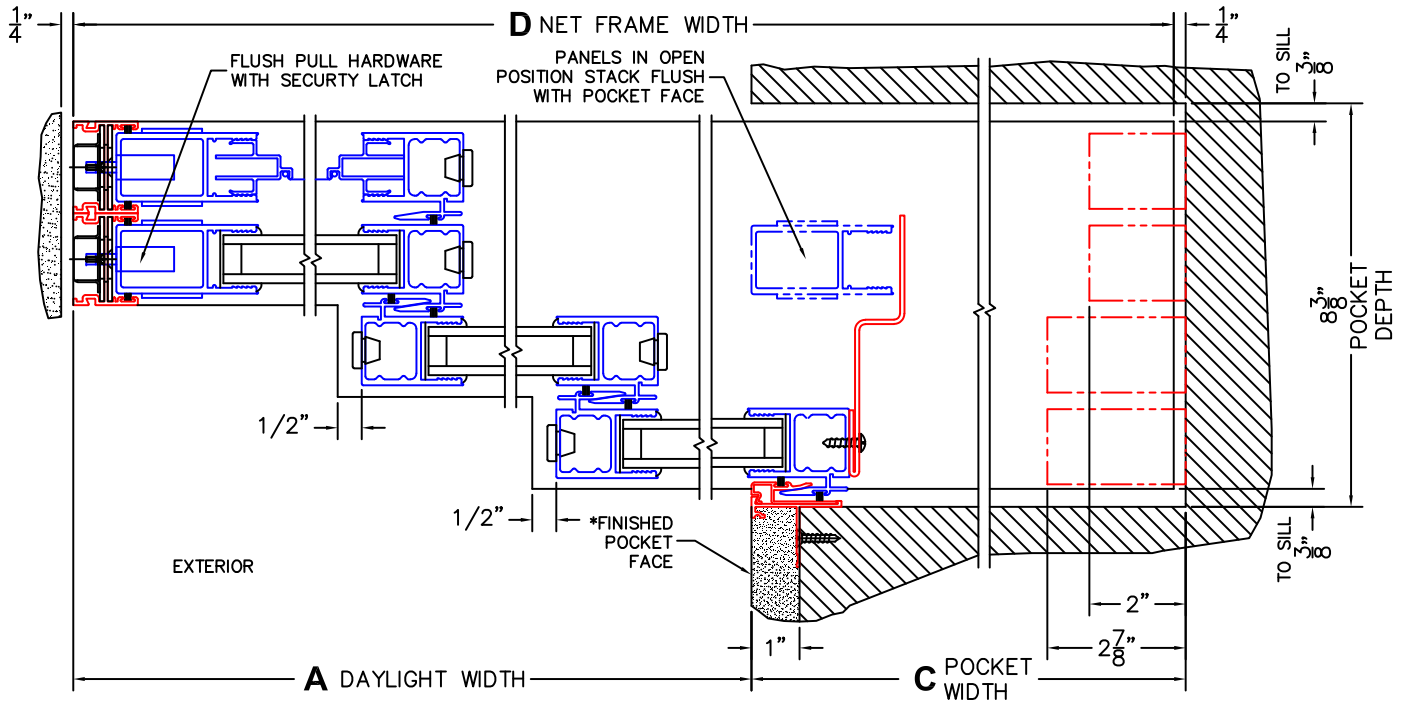 1/4"
D NET FRAME WIDTH
1/4"
FLUSH PULL HARDWARE
WITH SECURTY LATCH
PANELS IN OPEN
POSITION STACK FLUSH
WITH POCKET FACE
TO SILL
3/8"
8 3/8"
POCKET
DEPTH
1/2"
1/2"
*FINISHED
POCKET
FACE
EXTERIOR
TO SILL
3/8"
2"
1"
2 7/8"
A DAYLIGHT WIDTH
C POCKET
WIDTH